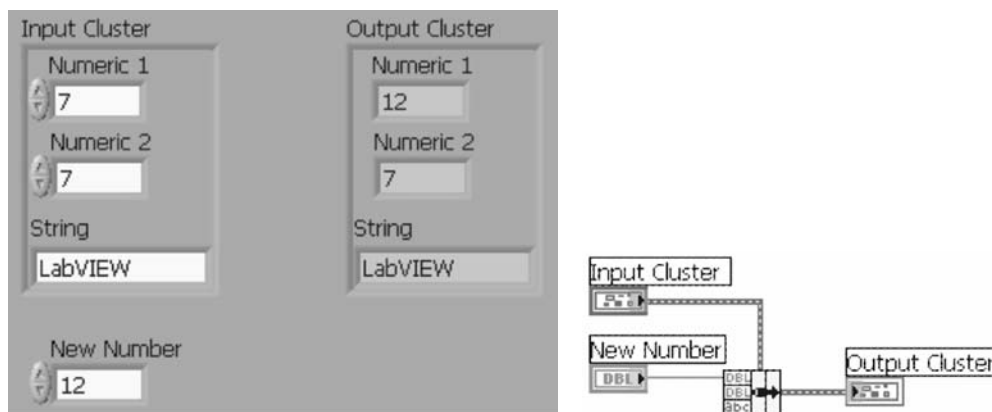 Input Cluster
Numeric 1
7
Numeric 2
7
String
LabVIEW
New Number
12
Output Cluster
Numeric 1
12
Numeric 2
7
String
LabVIEW
Input Cluster
New Number
DBL
DBL
DBL
abc
Output Cluster